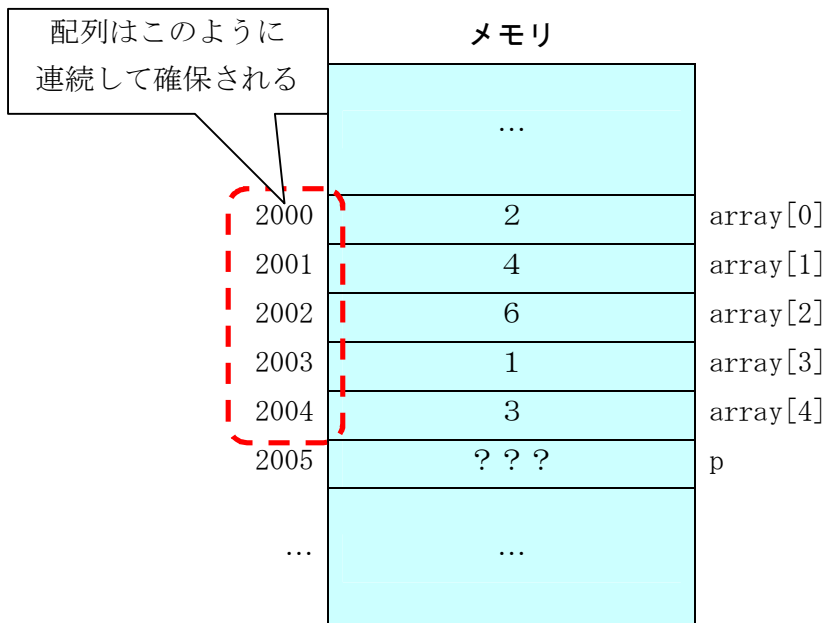 配列はこのように
連続して確保される
メモリ
…
2000 2 array[0]
2001 4 array[1]
2002 6 array[2]
2003 1 array[3]
2004 3 array[4]
2005 ??? p
… …